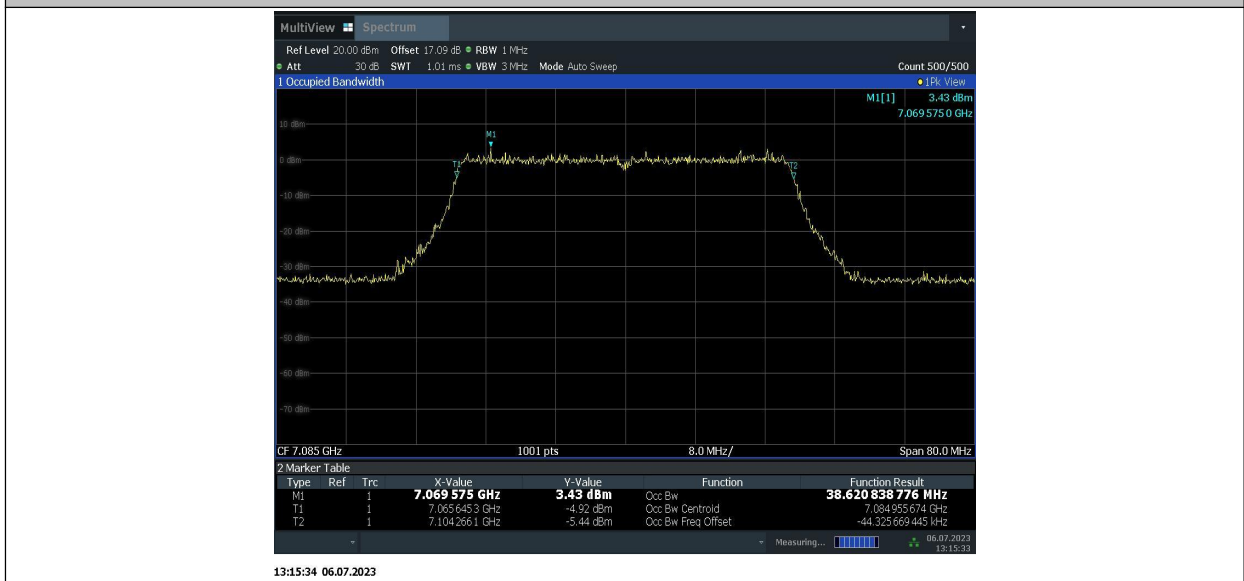 MultiView Spectrum
Ref Level 20.00 dBm Offset 17.09 dB RBW 1 MHz
Att 30 dB SWT 1.01 ms VBW 3 MHz Mode Auto Sweep Count 500/500
1 Occupied Bandwidth 1Pk View
M1[1] 3.43 dBm
7.069 575 0 GHz
10 dBm
M1
0 dBm
T1 T2
-10 dBm
-20 dBm
-30 dBm
-40 dBm
-50 dBm
-60 dBm
-70 dBm
CF 7.085 GHz 1001 pts 8.0 MHz/ Span 80.0 MHz
2 Marker Table
Type Ref Trc X-Value Y-Value Function Function Result
M1 1 7.069 575 GHz 3.43 dBm Occ Bw 38.620 838 776 MHz
T1 1 7.065 645 3 GHz -4.92 dBm Occ Bw Centroid 7.084 955 674 GHz
T2 1 7.104 266 1 GHz -5.44 dBm Occ Bw Freq Offset -44.325 669 445 kHz
Measuring... 06.07.2023
13:15:33
13:15:34 06.07.2023